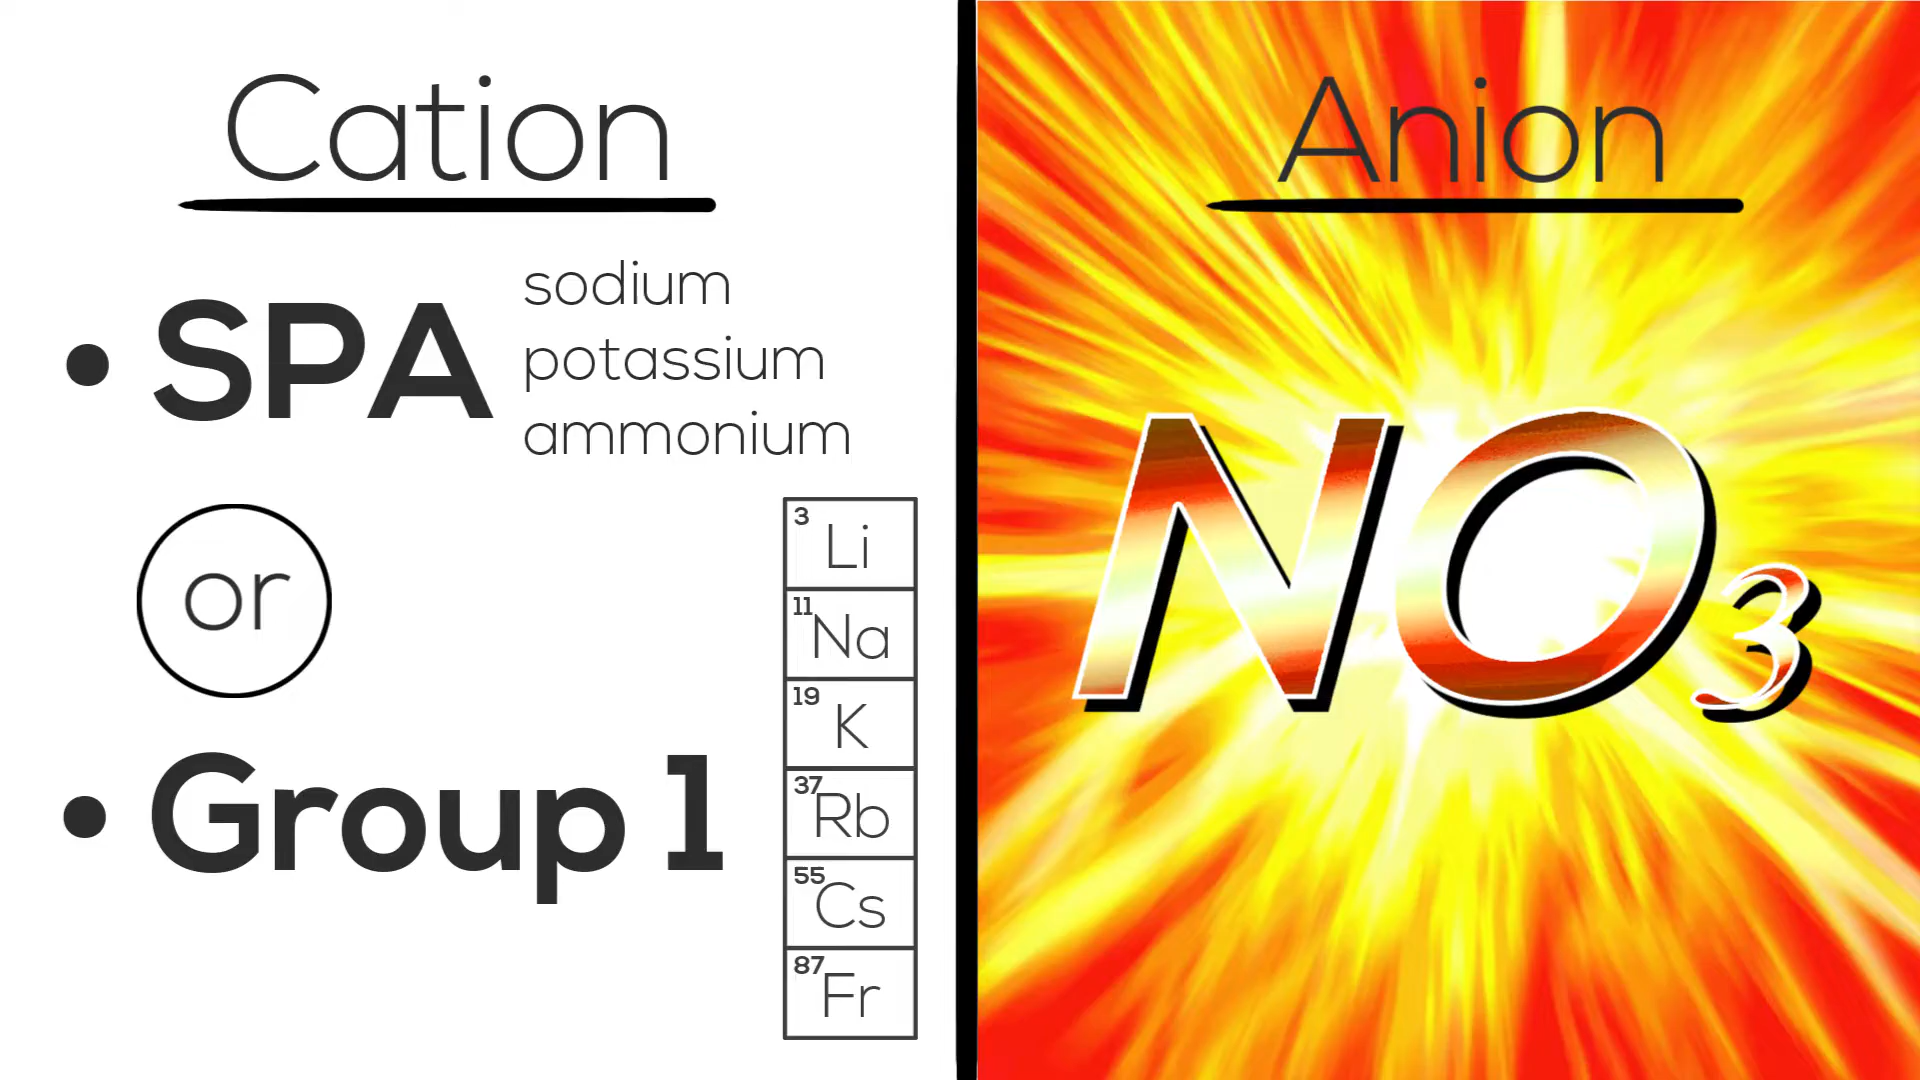 Cation
• SPA
sodium
potassium
ammonium
or
• Group 1
3
Li
11
Na
19
K
37
Rb
55
Cs
87
Fr
Anion
NO₃